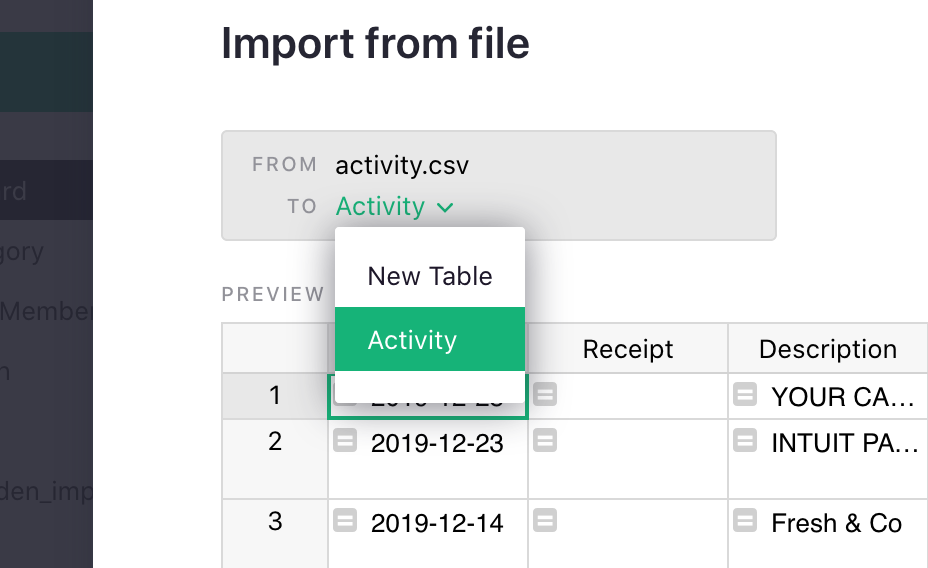 Import from file
FROM activity.csv
TO Activity
New Table
Activity
PREVIEW
Receipt Description
1 YOUR CA...
2 2019-12-23 INTUIT PA...
3 2019-12-14 Fresh & Co
rd
gory
Member
n
den_imp